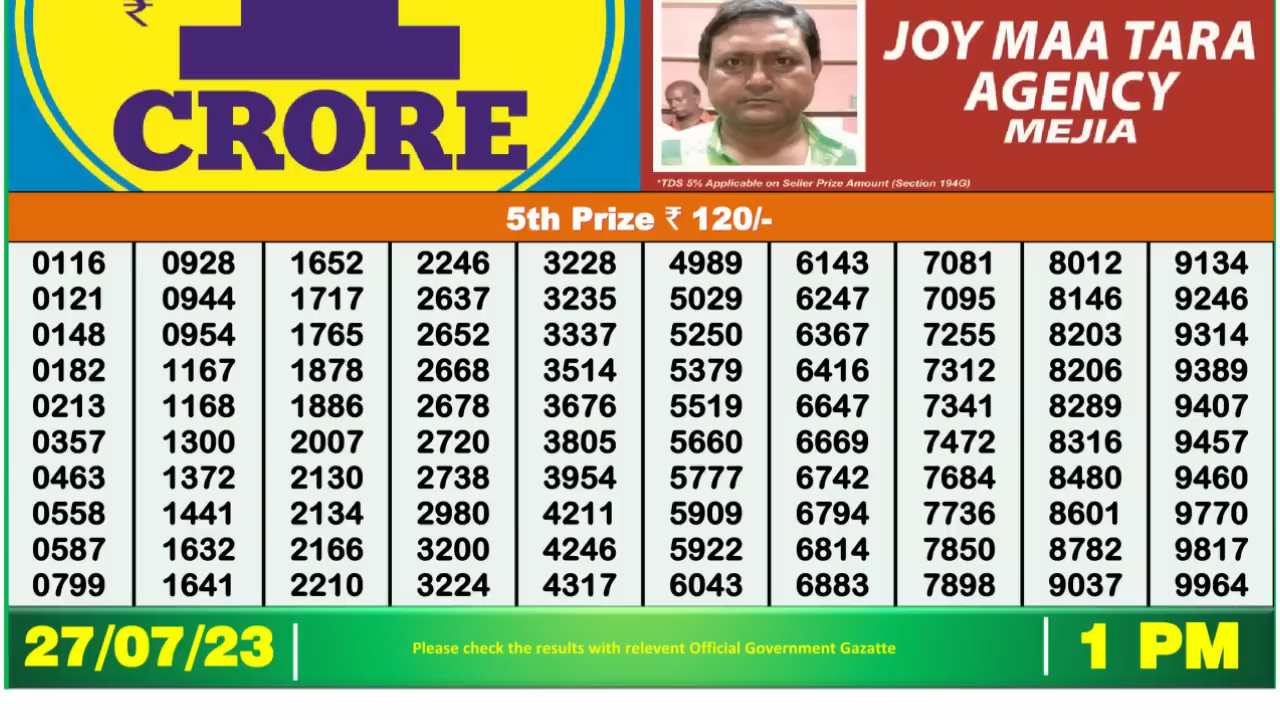 ₹ 1
CRORE
JOY MAA TARA
AGENCY
MEJIA
*TDS 5% Applicable on Seller Prize Amount (Section 194G)
5th Prize ₹ 120/-
0116 0928 1652 2246 3228 4989 6143 7081 8012 9134
0121 0944 1717 2637 3235 5029 6247 7095 8146 9246
0148 0954 1765 2652 3337 5250 6367 7255 8203 9314
0182 1167 1878 2668 3514 5379 6416 7312 8206 9389
0213 1168 1886 2678 3676 5519 6647 7341 8289 9407
0357 1300 2007 2720 3805 5660 6669 7472 8316 9457
0463 1372 2130 2738 3954 5777 6742 7684 8480 9460
0558 1441 2134 2980 4211 5909 6794 7736 8601 9770
0587 1632 2166 3200 4246 5922 6814 7850 8782 9817
0799 1641 2210 3224 4317 6043 6883 7898 9037 9964
27/07/23
Please check the results with relevent Official Government Gazatte
1 PM